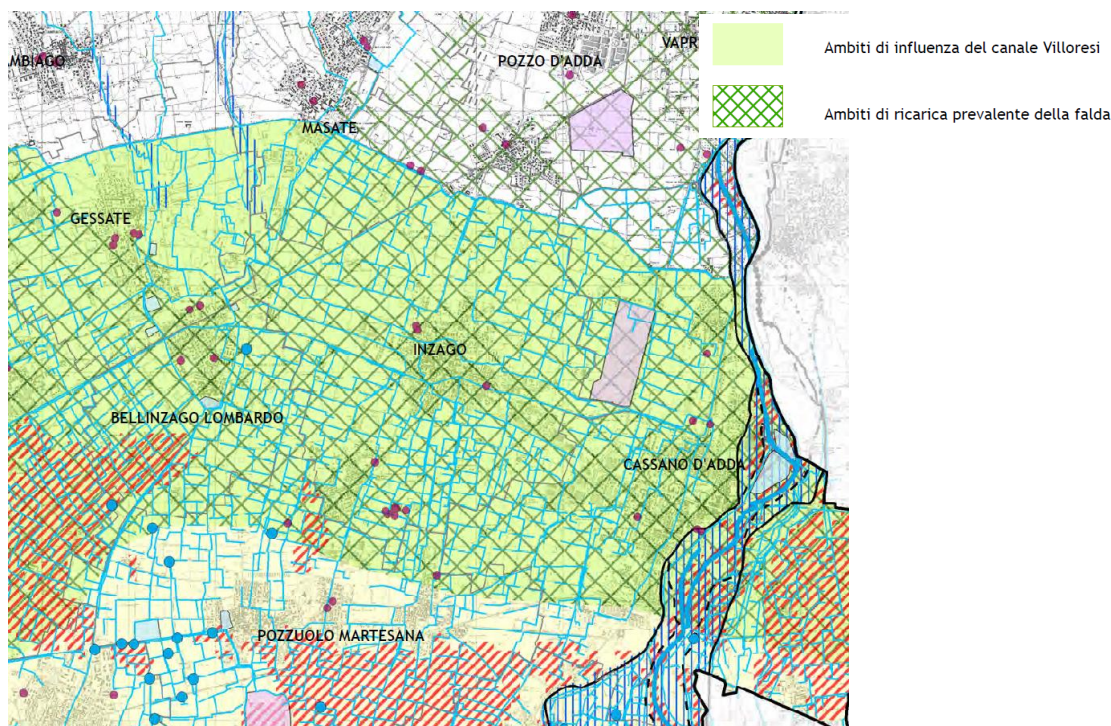 VAPR
Ambiti di influenza del canale Villoresi
MBIAGO
POZZO D'ADDA
Ambiti di ricarica prevalente della falda
MASATE
GESSATE
INZAGO
BELLINZAGO LOMBARDO
CASSANO D'ADDA
POZZUOLO MARTESANA